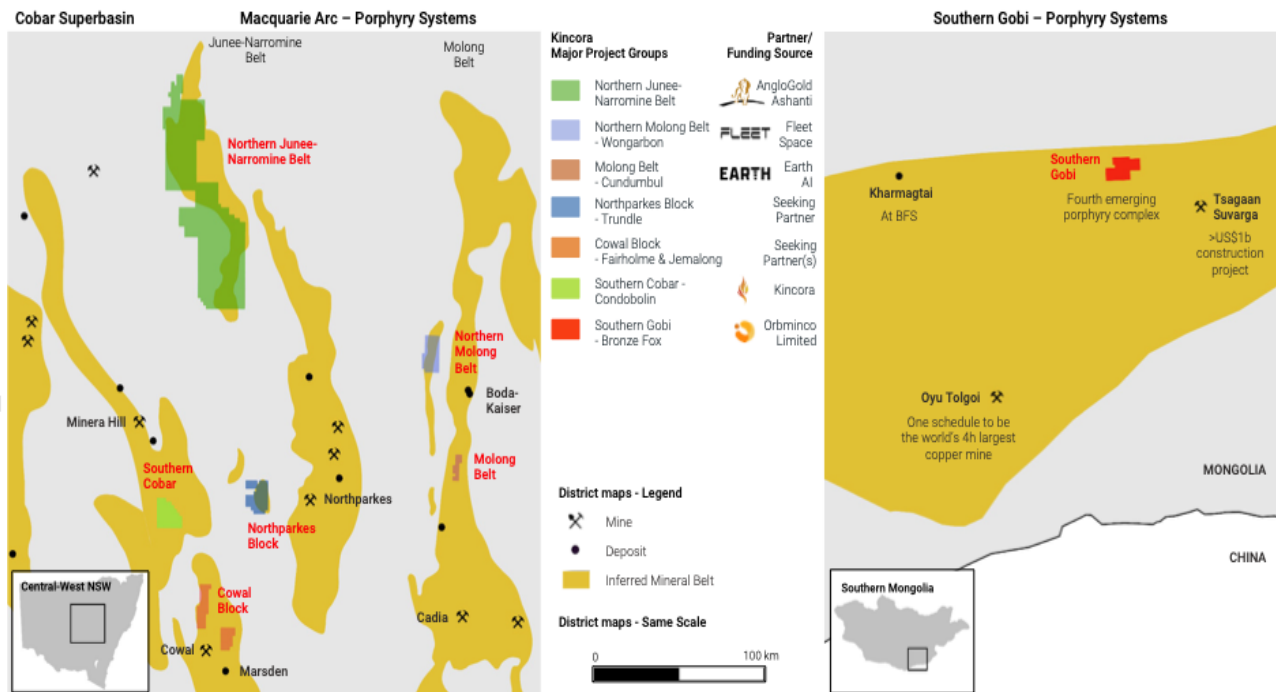 Cobar Superbasin
Macquarie Arc – Porphyry Systems
Junee-Narromine
Belt
Molong
Belt
Northern Junee-
Narromine Belt
Northern
Molong
Belt
Boda-
Kaiser
Minera Hill
Southern
Cobar
Molong
Belt
Northparkes
Northparkes
Block
Cowal
Block
Cadia
Cowal
Marsden
Central-West NSW
Kincora
Major Project Groups
Partner/
Funding Source
Northern Junee-
Narromine Belt
AngloGold
Ashanti
Northern Molong Belt
- Wongarbon
FLEET
Fleet
Space
Molong Belt
- Cundumbul
EARTH
Earth
AI
Northparkes Block
- Trundle
Seeking
Partner
Cowal Block
- Fairholme & Jemalong
Seeking
Partner(s)
Southern Cobar -
Condobolin
Kincora
Southern Gobi
- Bronze Fox
Orbminco
Limited
District maps - Legend
Mine
Deposit
Inferred Mineral Belt
District maps - Same Scale
0
100 km
Southern Gobi – Porphyry Systems
Southern
Gobi
Kharmagtai
At BFS
Fourth emerging
porphyry complex
Tsagaan
Suvarga
>US$1b
construction
project
Oyu Tolgoi
One schedule to be
the world's 4h largest
copper mine
MONGOLIA
CHINA
Southern Mongolia